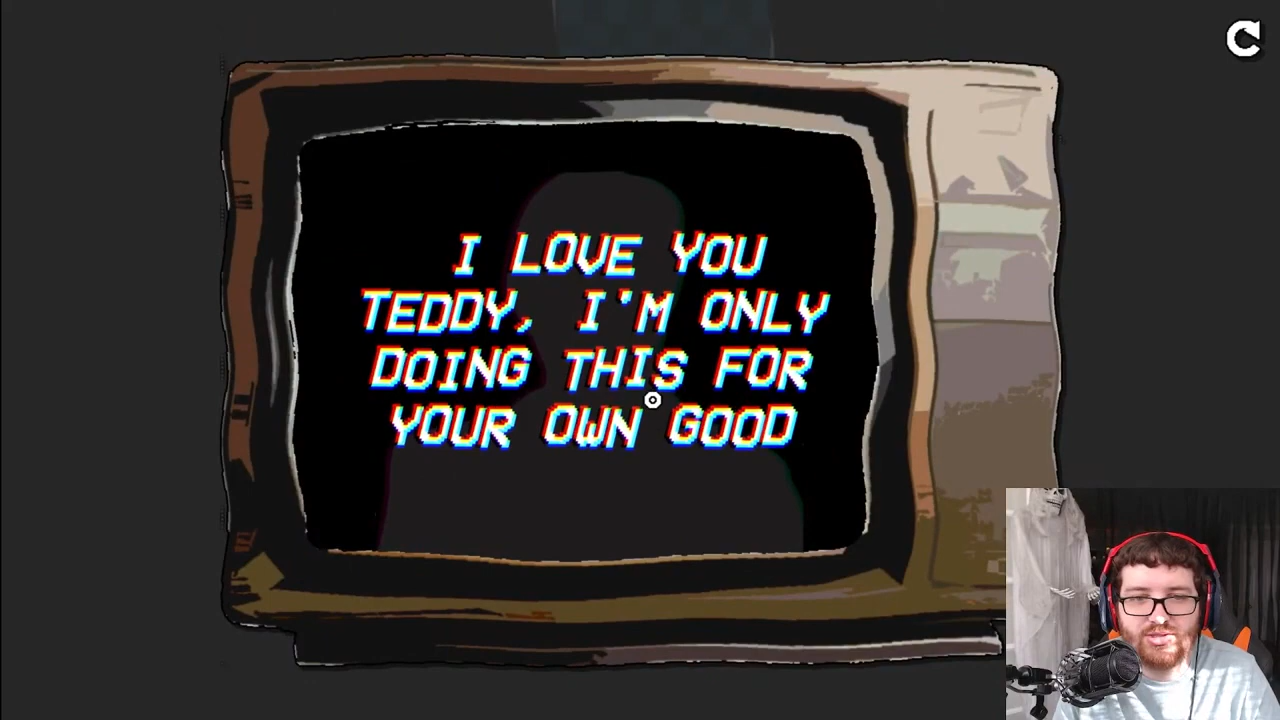 I LOVE YOU
TEDDY, I'M ONLY
DOING THIS FOR
YOUR OWN GOOD